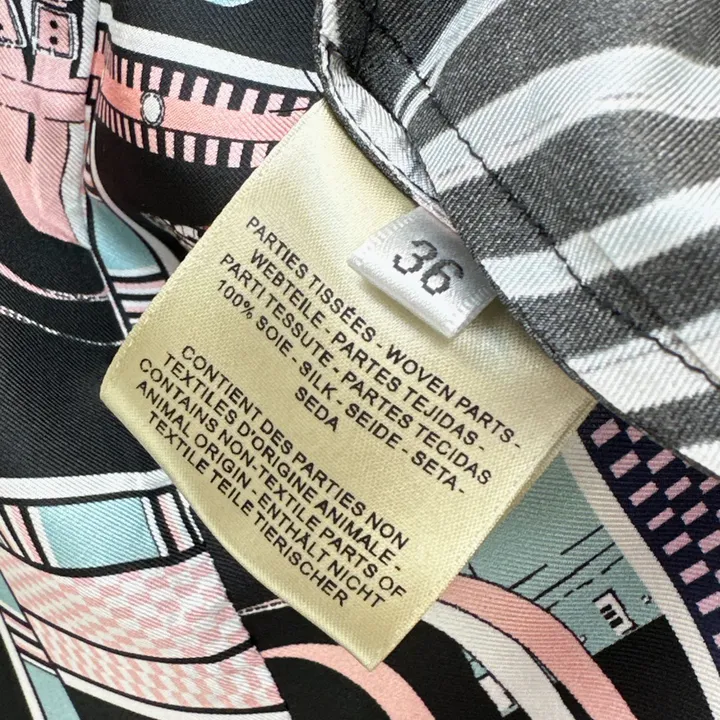 36
PARTIES TISSÉES - WOVEN PARTS -
WEBTEILE - PARTES TEJIDAS -
PARTI TESSUTE - PARTES TECIDAS
100% SOIE - SILK - SEIDE - SETA -
SEDA
CONTIENT DES PARTIES NON
TEXTILES D'ORIGINE ANIMALE -
CONTAINS NON-TEXTILE PARTS OF
ANIMAL ORIGIN - ENTHÄLT NICHT
TEXTILE TEILE TIERISCHER